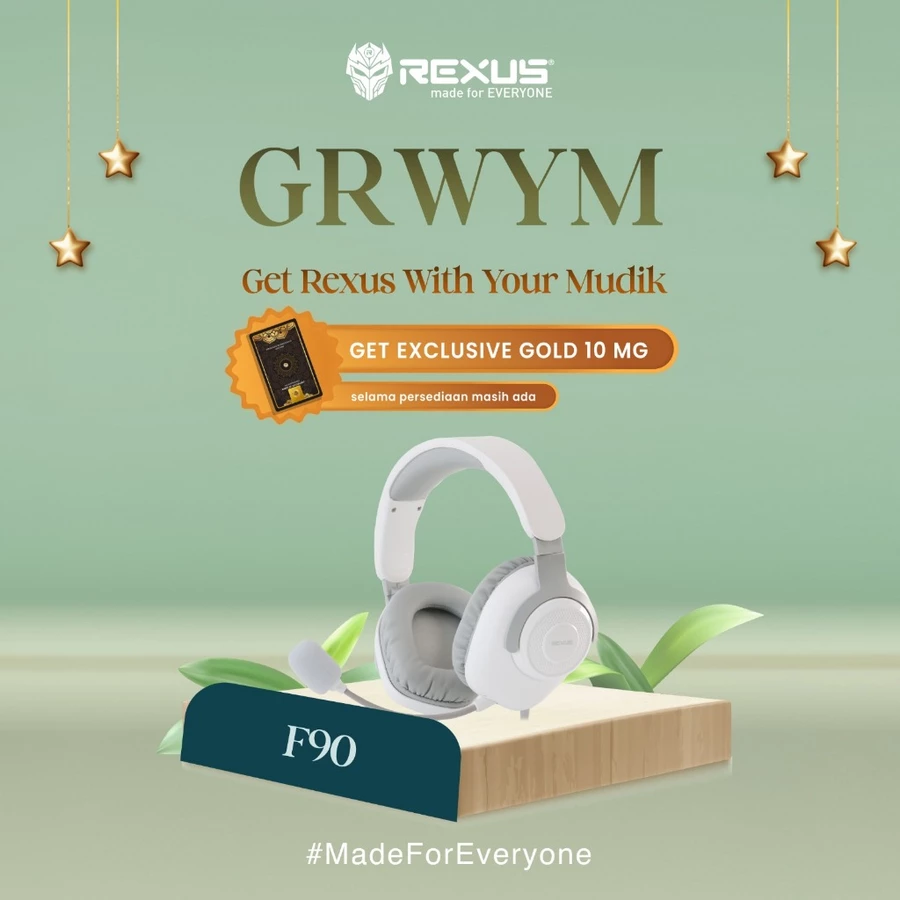 REXUS®
made for EVERYONE
GRWYM
Get Rexus With Your Mudik
GET EXCLUSIVE GOLD 10 MG
selama persediaan masih ada
REXUS
F90
#MadeForEveryone